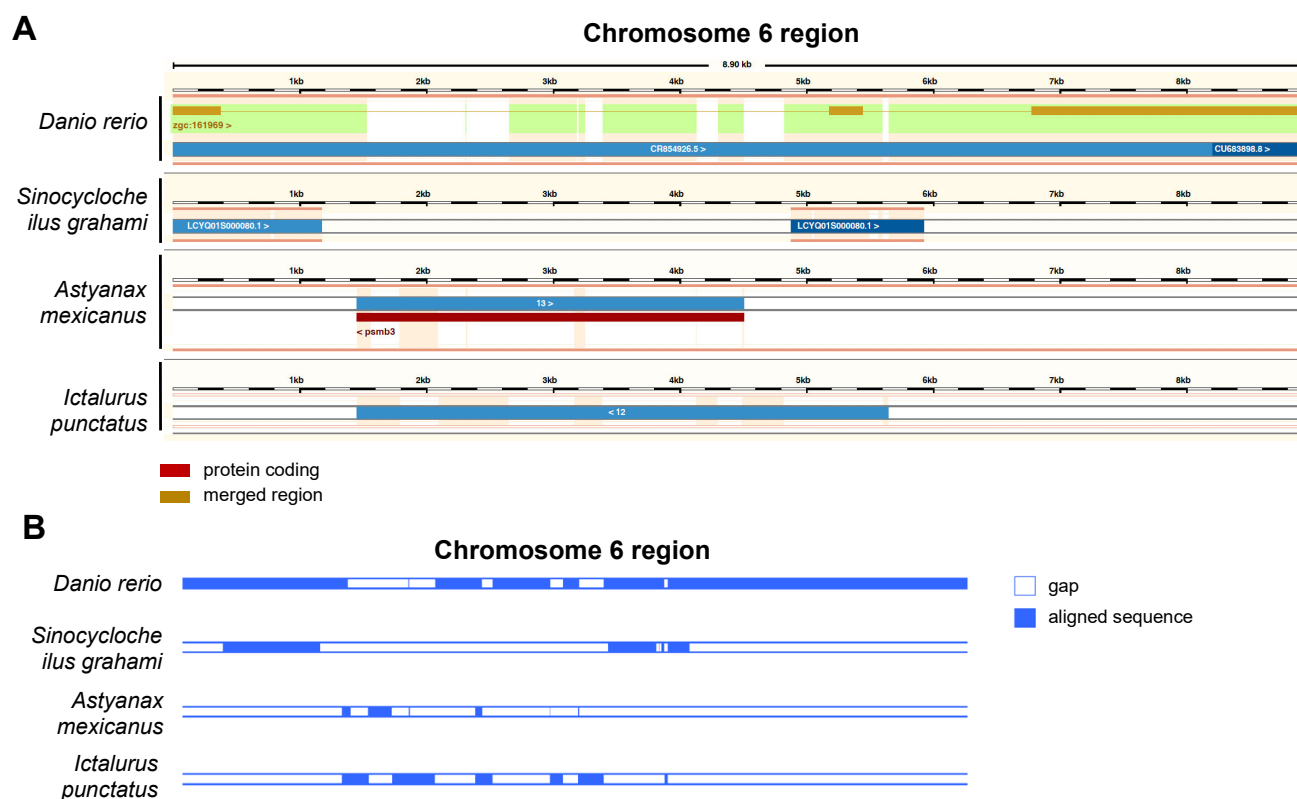 A
Chromosome 6 region
8.90 kb
1kb 2kb 3kb 4kb 5kb 6kb 7kb 8kb
Danio rerio
zgc:161969 >
CR854926.5 >
CU683898.8 >
Sinocycloche
ilus grahami
1kb 2kb 3kb 4kb 5kb 6kb 7kb 8kb
LCYQ01S000080.1 >
LCYQ01S000080.1 >
Astyanax
mexicanus
1kb 2kb 3kb 4kb 5kb 6kb 7kb 8kb
13 >
< psmb3
Ictalurus
punctatus
1kb 2kb 3kb 4kb 5kb 6kb 7kb 8kb
< 12
protein coding
merged region
B
Chromosome 6 region
Danio rerio
gap
aligned sequence
Sinocycloche
ilus grahami
Astyanax
mexicanus
Ictalurus
punctatus